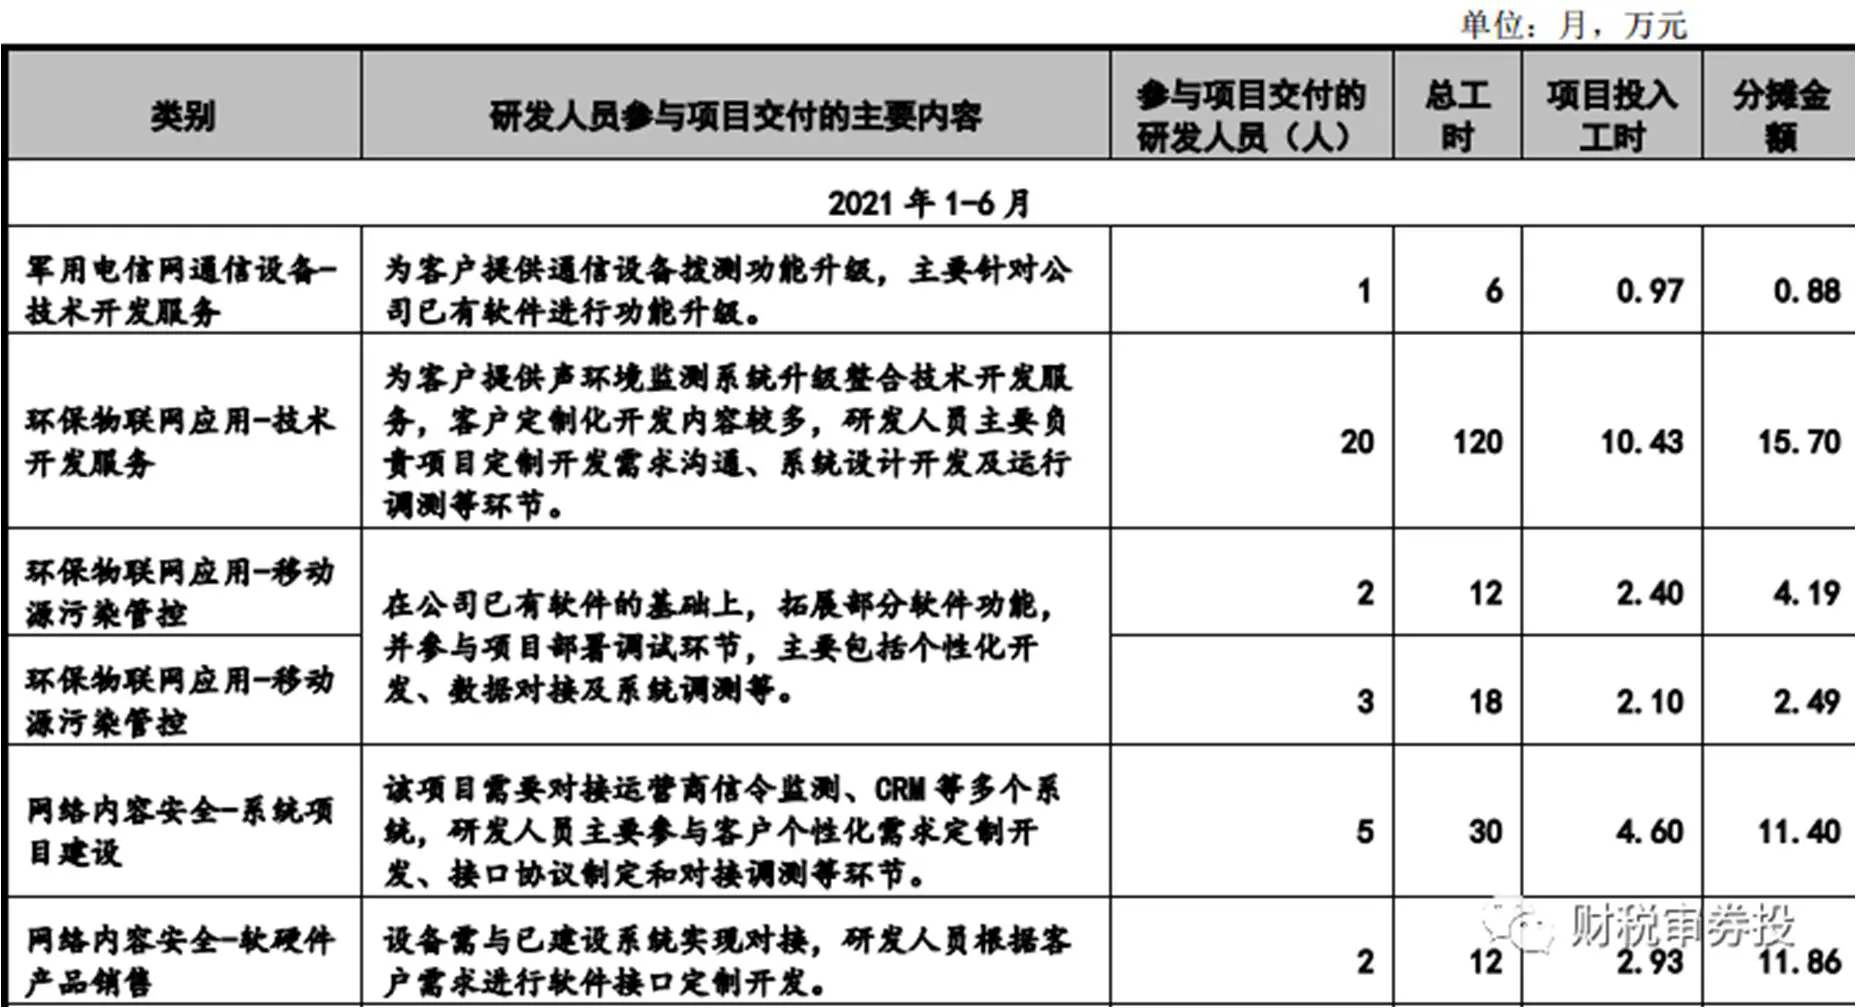 单位：月，万元
类别
研发人员参与项目交付的主要内容
参与项目交付的
研发人员（人）
总工
时
项目投入
工时
分摊金
额
2021 年 1-6 月
军用电信网通信设备-
技术开发服务
为客户提供通信设备拨测功能升级，主要针对公
司已有软件进行功能升级。
1
6
0.97
0.88
环保物联网应用-技术
开发服务
为客户提供声环境监测系统升级整合技术开发服
务，客户定制化开发内容较多，研发人员主要负
责项目定制开发需求沟通、系统设计开发及运行
调测等环节。
20
120
10.43
15.70
环保物联网应用-移动
源污染管控
在公司已有软件的基础上，拓展部分软件功能，
并参与项目部署调试环节，主要包括个性化开
发、数据对接及系统调测等。
2
12
2.40
4.19
环保物联网应用-移动
源污染管控
3
18
2.10
2.49
网络内容安全-系统项
目建设
该项目需要对接运营商信令监测、CRM 等多个系
统，研发人员主要参与客户个性化需求定制开
发、接口协议制定和对接调测等环节。
5
30
4.60
11.40
网络内容安全-软硬件
产品销售
设备需与已建设系统实现对接，研发人员根据客
户需求进行软件接口定制开发。
2
12
2.93
11.86
财税审券投